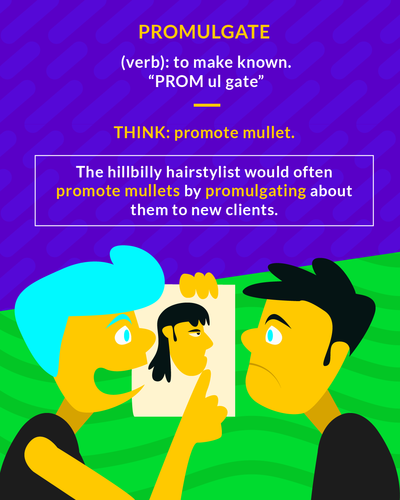 PROMULGATE
(verb): to make known.
“PROM ul gate”
THINK: promote mullet.
The hillbilly hairstylist would often
promote mullets by promulgating about
them to new clients.